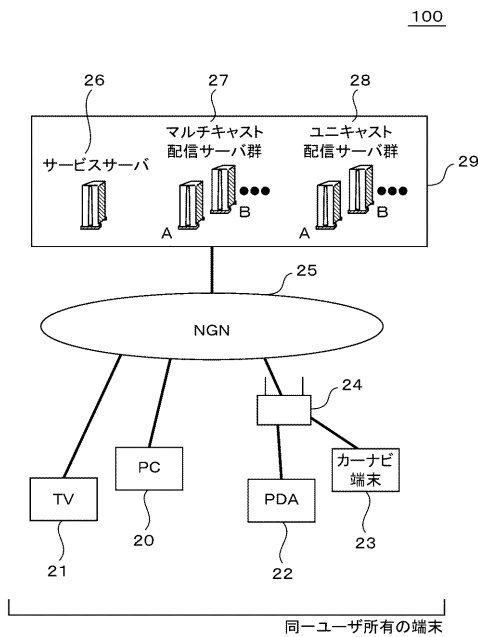 100
26
27
28
マルチキャスト
配信サーバ群
ユニキャスト
配信サーバ群
サービスサーバ
29
A
B
A
B
25
NGN
24
TV
PC
PDA
カーナビ
端末
21
20
22
23
同一ユーザ所有の端末